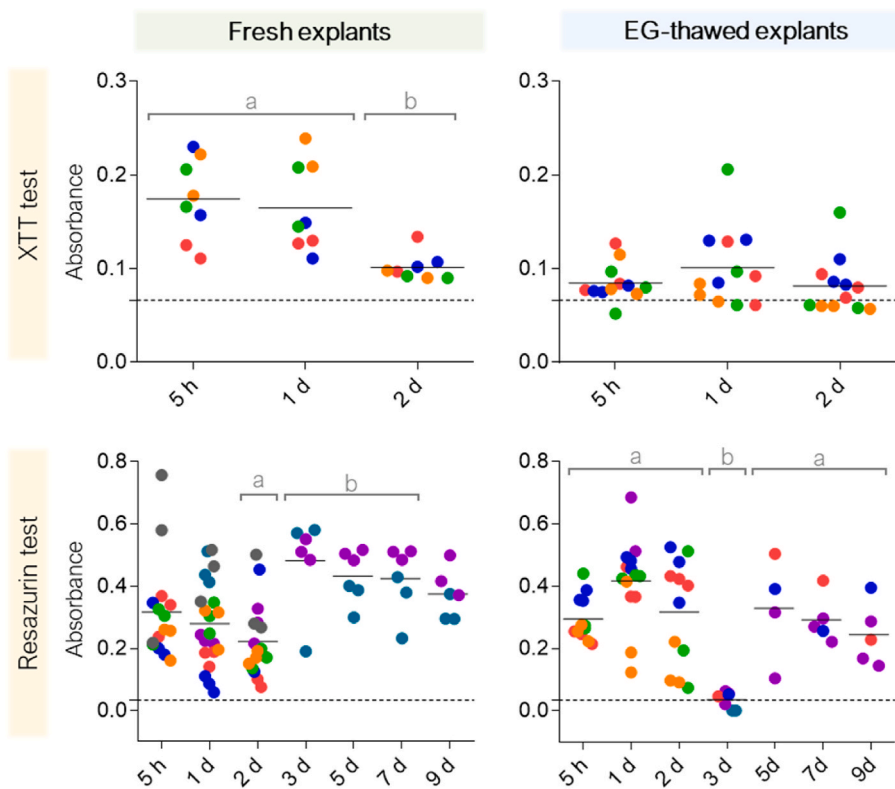 Fresh explants
EG-thawed explants
XTT test
Absorbance
0.3
0.2
0.1
0.0
a
b
5 h
1 d
2 d
0.3
0.2
0.1
0.0
5 h
1 d
2 d
Resazurin test
Absorbance
0.8
0.6
0.4
0.2
0.0
a
b
5 h
1 d
2 d
3 d
5 d
7 d
9 d
0.8
0.6
0.4
0.2
0.0
a
b
a
5 h
1 d
2 d
3 d
5d
7d
9d